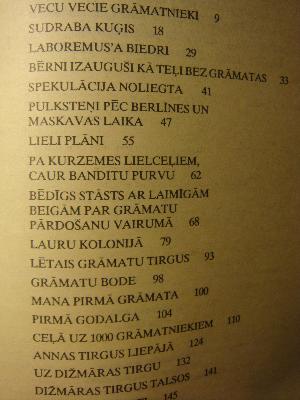 VECU VECIE GRĀMATNIEKI 9
SUDRABA KUĢIS 18
LABOREMUS'A BIEDRI 29
BĒRNI IZAUGUŠI KĀ TEĻI BEZ GRĀMATAS 33
SPEKULĀCIJA NOLIEGTA 41
PULKSTEŅI PĒC BERLĪNES UN
MASKAVAS LAIKA 47
LIELI PLĀNI 55
PA KURZEMES LIELCEĻIEM,
CAUR BANDITU PURVU 62
BĒDĪGS STĀSTS AR LAIMĪGĀM
BEIGĀM PAR GRĀMATU
PĀRDOŠANU VAIRUMĀ 68
LAURU KOLONIJĀ 79
LĒTAIS GRĀMATU TIRGUS 93
GRĀMATU BODE 98
MANA PIRMĀ GRĀMATA 100
PIRMĀ GODALGA 104
CEĻĀ UZ 1000 GRĀMATNIEKIEM 110
ANNAS TIRGUS LIEPĀJĀ 124
UZ DIŽMĀRAS TIRGU 132
DIŽMĀRAS TIRGUS TALSOS 141
145